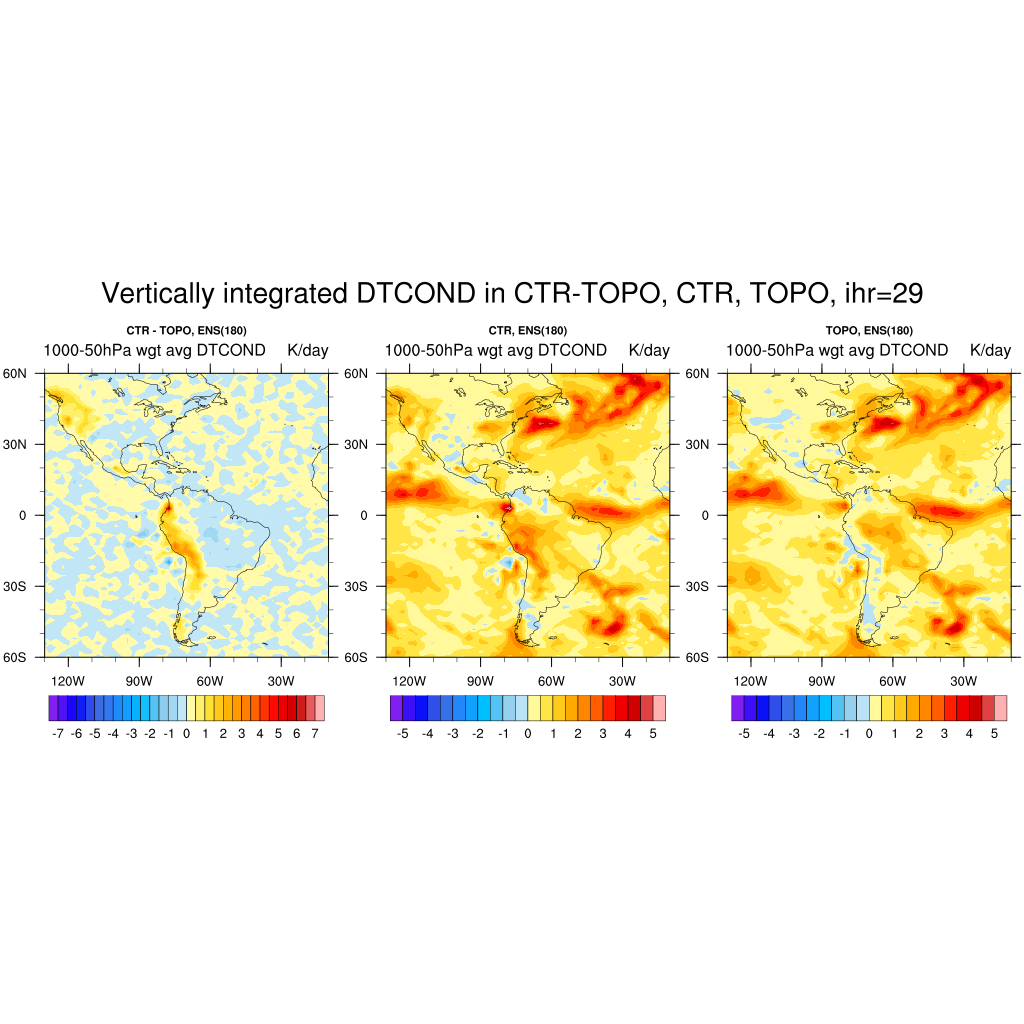 Vertically integrated DTCOND in CTR-TOPO, CTR, TOPO, ihr=29
CTR - TOPO, ENS(180)
1000-50hPa wgt avg DTCOND K/day
60N
30N
0
30S
60S
120W 90W 60W 30W
-7 -6 -5 -4 -3 -2 -1 0 1 2 3 4 5 6 7
CTR, ENS(180)
1000-50hPa wgt avg DTCOND K/day
60N
30N
0
30S
60S
120W 90W 60W 30W
-5 -4 -3 -2 -1 0 1 2 3 4 5
TOPO, ENS(180)
1000-50hPa wgt avg DTCOND K/day
60N
30N
0
30S
60S
120W 90W 60W 30W
-5 -4 -3 -2 -1 0 1 2 3 4 5